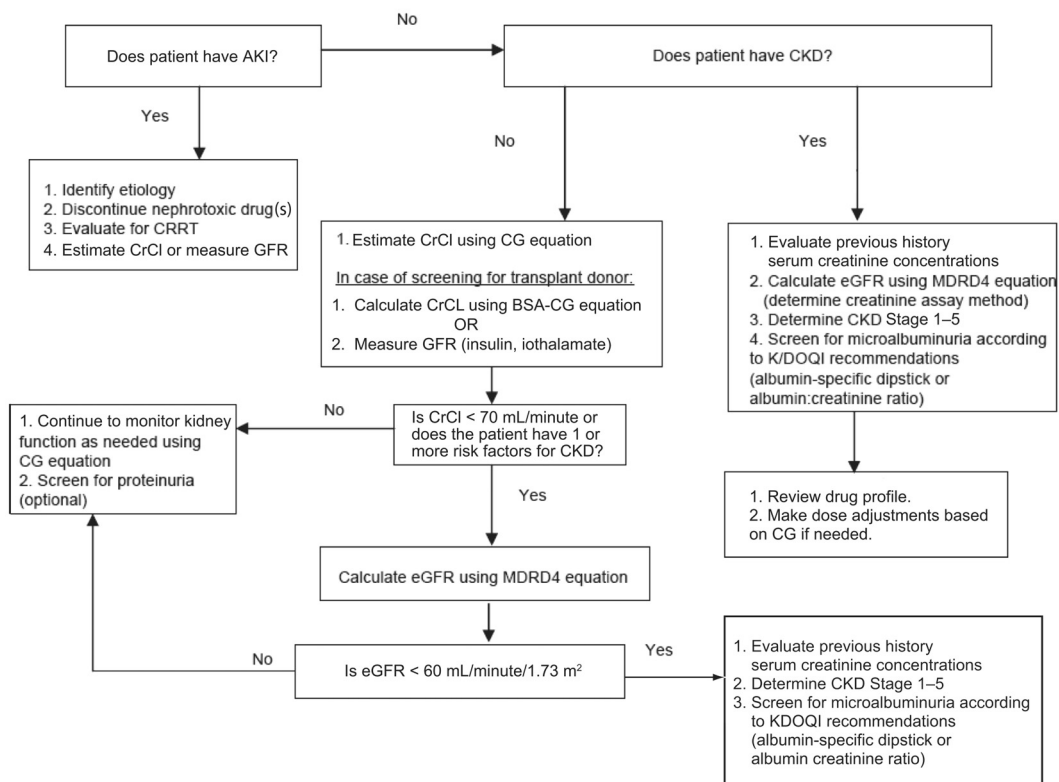 No
Does patient have AKI?
Does patient have CKD?
Yes
No
Yes
1. Identify etiology
2. Discontinue nephrotoxic drug(s)
3. Evaluate for CRRT
4. Estimate CrCl or measure GFR
1. Estimate CrCl using CG equation
In case of screening for transplant donor:
1. Calculate CrCL using BSA-CG equation
OR
2. Measure GFR (insulin, iothalamate)
1. Evaluate previous history
serum creatinine concentrations
2. Calculate eGFR using MDRD4 equation
(determine creatinine assay method)
3. Determine CKD Stage 1–5
4. Screen for microalbuminuria according
to K/DOQI recommendations
(albumin-specific dipstick or
albumin:creatinine ratio)
1. Continue to monitor kidney
function as needed using
CG equation
2. Screen for proteinuria
(optional)
No
Is CrCl < 70 mL/minute or
does the patient have 1 or
more risk factors for CKD?
Yes
1. Review drug profile.
2. Make dose adjustments based
on CG if needed.
Calculate eGFR using MDRD4 equation
No
Is eGFR < 60 mL/minute/1.73 m²
Yes
1. Evaluate previous history
serum creatinine concentrations
2. Determine CKD Stage 1–5
3. Screen for microalbuminuria according
to KDOQI recommendations
(albumin-specific dipstick or
albumin creatinine ratio)